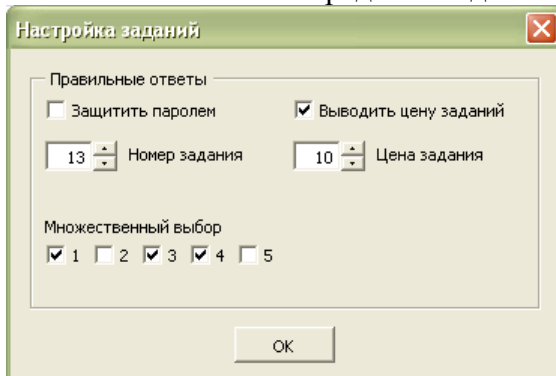 Настройка заданий
Правильные ответы
Защитить паролем Выводить цену заданий
13 Номер задания 10 Цена задания
Множественный выбор
1 2 3 4 5
OK